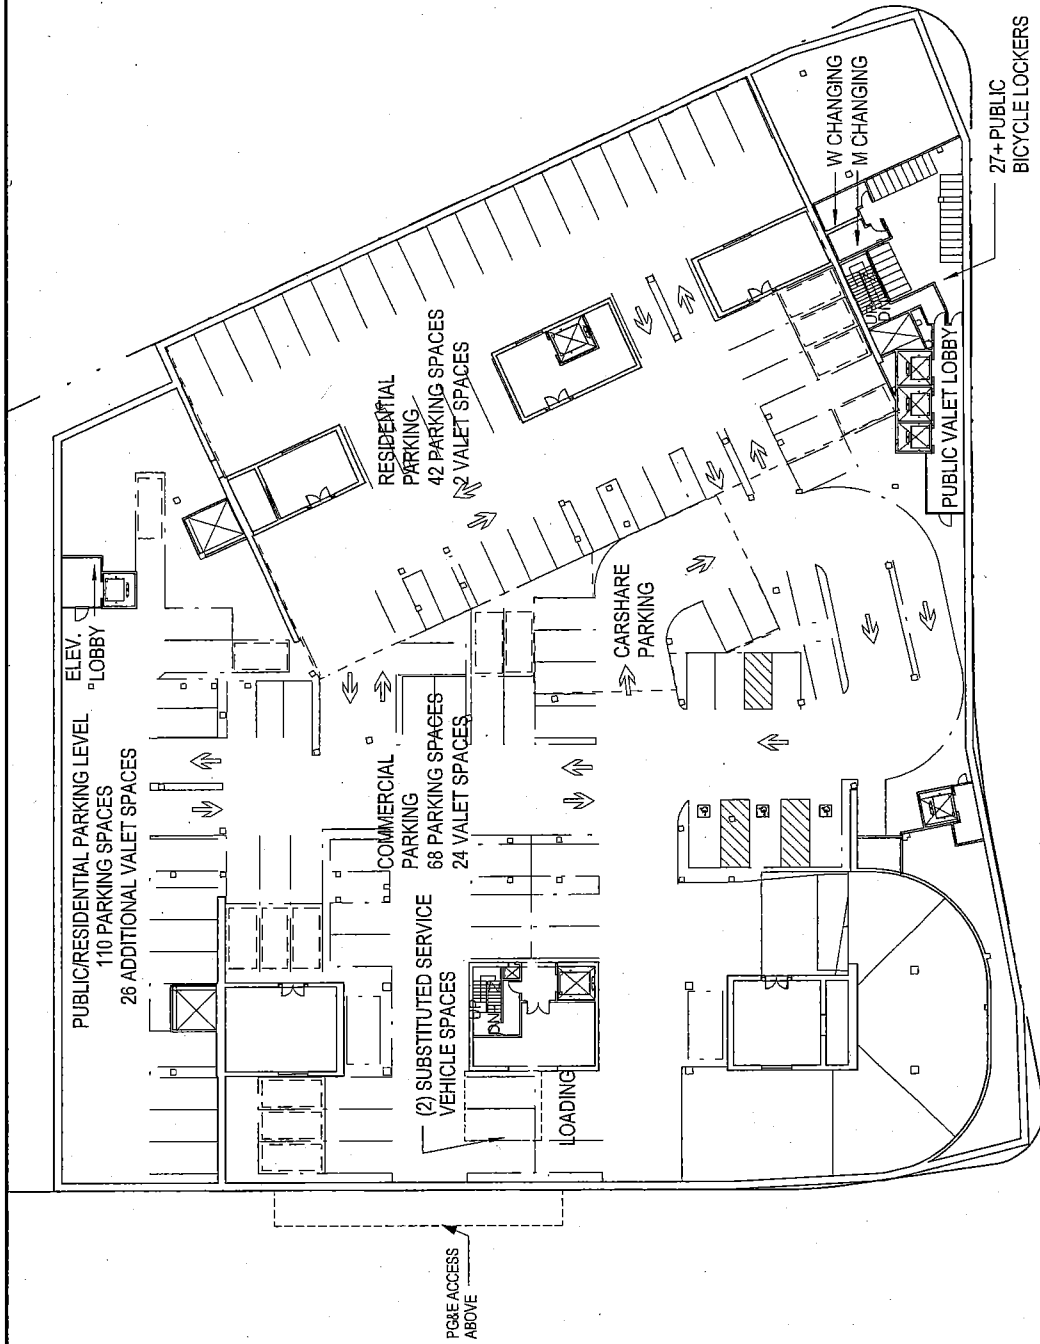 PUBLIC/RESIDENTIAL PARKING LEVEL
110 PARKING SPACES
26 ADDITIONAL VALET SPACES
ELEV.
LOBBY
RESIDENTIAL
PARKING
42 PARKING SPACES
2 VALET SPACES
COMMERCIAL
PARKING
68 PARKING SPACES
24 VALET SPACES
(2) SUBSTITUTED SERVICE
VEHICLE SPACES
LOADING
PG&E ACCESS
ABOVE
CARSHARE
PARKING
W CHANGING
M CHANGING
PUBLIC VALET LOBBY
27+ PUBLIC
BICYCLE LOCKERS
UP
DN